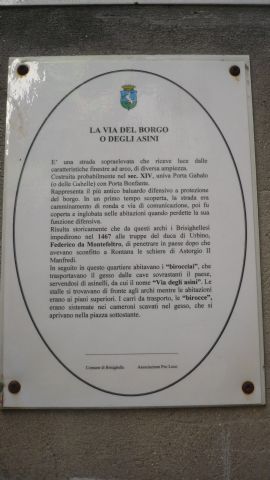 LA VIA DEL BORGO
O DEGLI ASINI
E' una strada sopraelevata che riceve luce dalle
caratteristiche finestre ad arco, di diversa ampiezza.
Costruita probabilmente nel sec. XIV, univa Porta Gabalo
(o delle Gabelle) con Porta Bonfante.
Rappresenta il più antico baluardo difensivo a protezione
del borgo. In un primo tempo scoperta, la strada era
camminamento di ronda e via di comunicazione, poi fu
coperta e inglobata nelle abitazioni quando perdette la sua
funzione difensiva.
Risulta storicamente che da questi archi i Brisighellesi
impedirono nel 1467 alle truppe del duca di Urbino,
Federico da Montefeltro, di penetrare in paese dopo che
avevano sconfitto a Rontana le schiere di Astorgio II
Manfredi.
In seguito in questo quartiere abitavano i "birocciai", che
trasportavano il gesso dalle cave sovrastanti il paese,
servendosi di asinelli, da cui il nome "Via degli asini". Le
stalle si trovavano di fronte agli archi mentre le abitazioni
erano ai piani superiori. I carri da trasporto, le "birocce",
erano sistemate nei cameroni scavati nel gesso, che si
aprivano nella piazza sottostante.
Comune di Brisighella Associazione Pro Loco